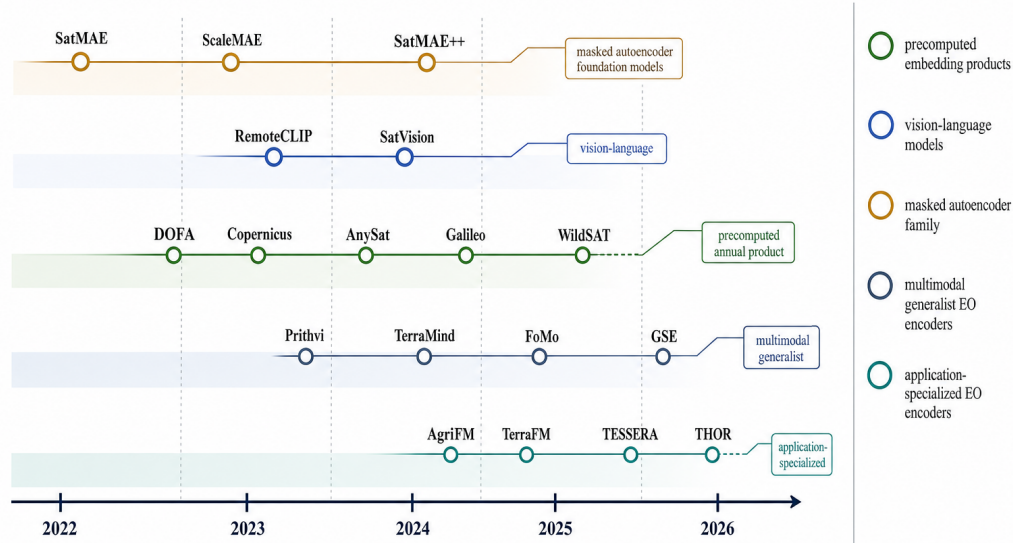 SatMAE
ScaleMAE
SatMAE++
masked autoencoder
foundation models
RemoteCLIP
SatVision
vision-language
DOFA
Copernicus
AnySat
Galileo
WildSAT
precomputed
annual product
Prithvi
TerraMind
FoMo
GSE
multimodal
generalist
AgriFM
TerraFM
TESSERA
THOR
application-
specialized
2022
2023
2024
2025
2026
precomputed
embedding products
vision-language
models
masked autoencoder
family
multimodal
generalist EO
encoders
application-
specialized EO
encoders